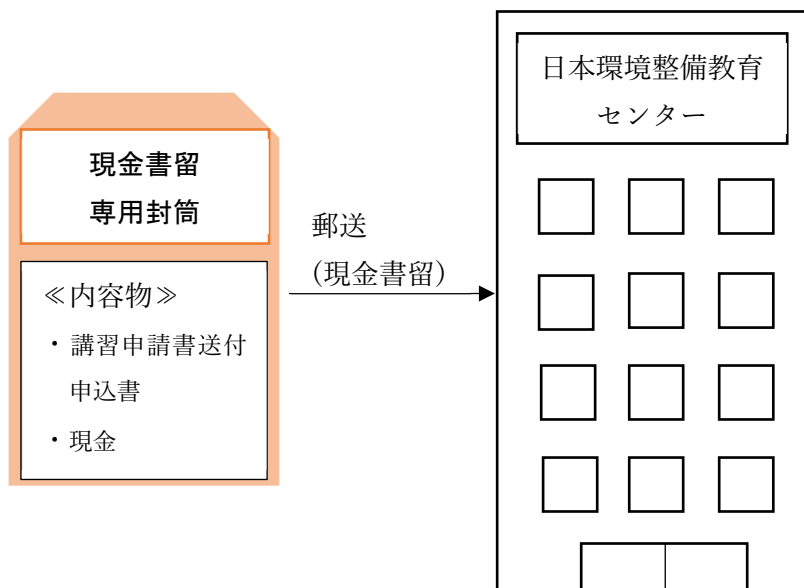 現金書留
専用封筒
≪内容物≫
・講習申請書送付
申込書
・現金
郵送
(現金書留)
日本環境整備教育
センター